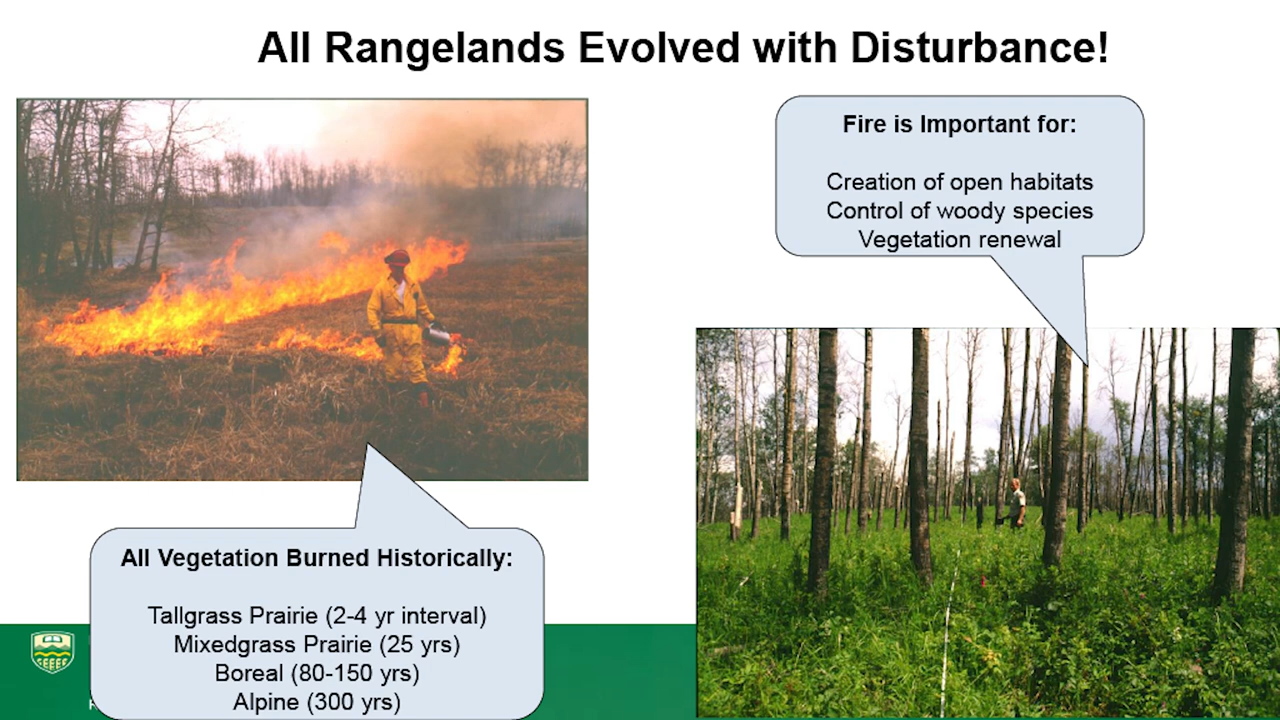 All Rangelands Evolved with Disturbance!
Fire is Important for:
Creation of open habitats
Control of woody species
Vegetation renewal
All Vegetation Burned Historically:
Tallgrass Prairie (2-4 yr interval)
Mixedgrass Prairie (25 yrs)
Boreal (80-150 yrs)
Alpine (300 yrs)